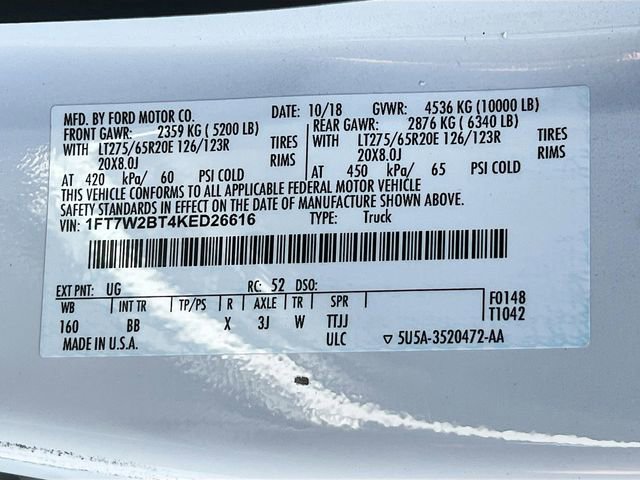 MFD. BY FORD MOTOR CO. DATE: 10/18 GVWR: 4536 KG (10000 LB)
FRONT GAWR: 2359 KG ( 5200 LB) REAR GAWR: 2876 KG ( 6340 LB)
WITH LT275/65R20E 126/123R TIRES WITH LT275/65R20E 126/123R TIRES
20X8.0J RIMS 20X8.0J RIMS
AT 420 kPa/ 60 PSI COLD AT 450 kPa/ 65 PSI COLD
THIS VEHICLE CONFORMS TO ALL APPLICABLE FEDERAL MOTOR VEHICLE
SAFETY STANDARDS IN EFFECT ON THE DATE OF MANUFACTURE SHOWN ABOVE.
VIN: 1FT7W2BT4KED26616 TYPE: Truck
EXT PNT: UG RC: 52 DSO:
WB INT TR TP/PS R AXLE TR SPR F0148
160 BB X 3J W TTJJ T1042
MADE IN U.S.A. ULC ▽ 5U5A-3520472-AA